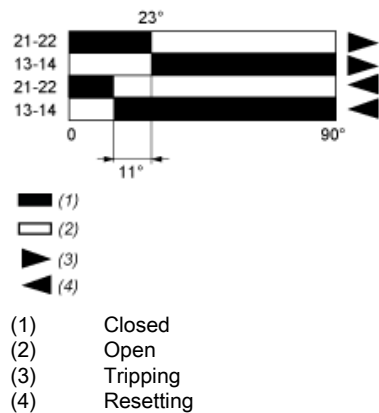 23°
21-22
13-14
21-22
13-14
0 90°
11°
(1)
(2)
(3)
(4)
(1) Closed
(2) Open
(3) Tripping
(4) Resetting